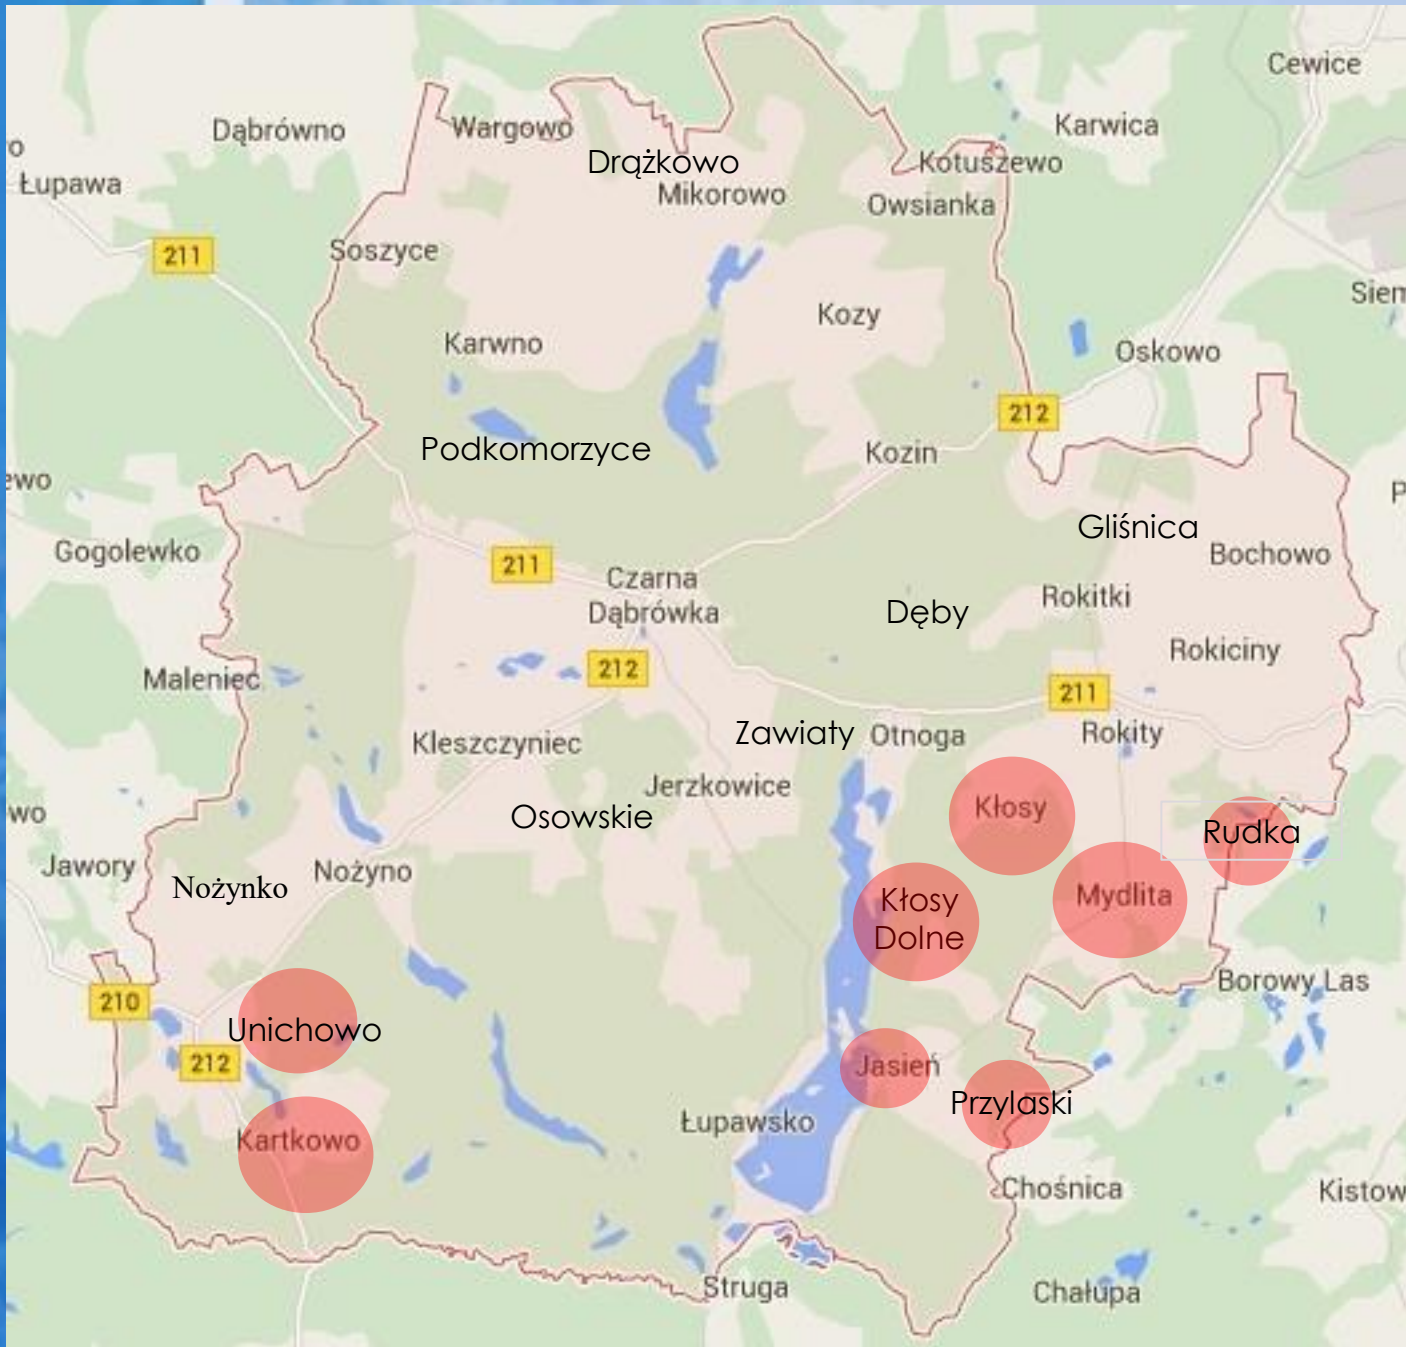 Cewice
Dąbrówno
Wargowo
Karwica
Drążkowo
Kotuszewo
Łupawa
Mikorowo
Owsianka
211
Soszyce
Siem
Kozy
Karwno
Oskowo
212
Podkomorzyce
Kozin
ewo
P
Gliśnica
Gogolewko
Bochowo
211
Czarna
Dąbrówka
Rokitki
Dęby
Rokiciny
212
Maleniec
211
Zawiaty
Otnoga
Rokity
Kleszczyniec
Jerzkowice
Kłosy
wo
Osowskie
Rudka
Jawory
Nożyno
Nożynko
Mydlita
Kłosy
Dolne
Borowy Las
210
Unichowo
212
Jasień
Przylaski
Łupawsko
Kartkowo
Chośnica
Kistow
Struga
Chałupa